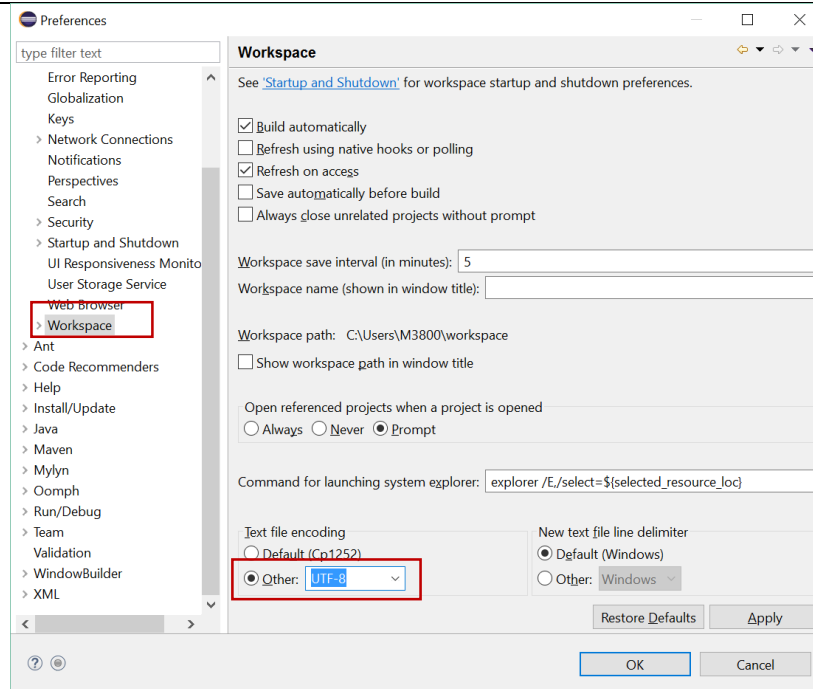 Preferences
type filter text
Error Reporting
Globalization
Keys
Network Connections
Notifications
Perspectives
Search
Security
Startup and Shutdown
UI Responsiveness Monito
User Storage Service
Web Browser
Workspace
Ant
Code Recommenders
Help
Install/Update
Java
Maven
Mylyn
Oomph
Run/Debug
Team
Validation
WindowBuilder
XML
Workspace
See 'Startup and Shutdown' for workspace startup and shutdown preferences.
Build automatically
Refresh using native hooks or polling
Refresh on access
Save automatically before build
Always close unrelated projects without prompt
Workspace save interval (in minutes): 5
Workspace name (shown in window title):
Workspace path: C:\Users\M3800\workspace
Show workspace path in window title
Open referenced projects when a project is opened
Always Never Prompt
Command for launching system explorer: explorer /E,/select=${selected_resource_loc}
Text file encoding
Default (Cp1252)
Other: UTF-8
New text file line delimiter
Default (Windows)
Other: Windows
Restore Defaults Apply
OK Cancel